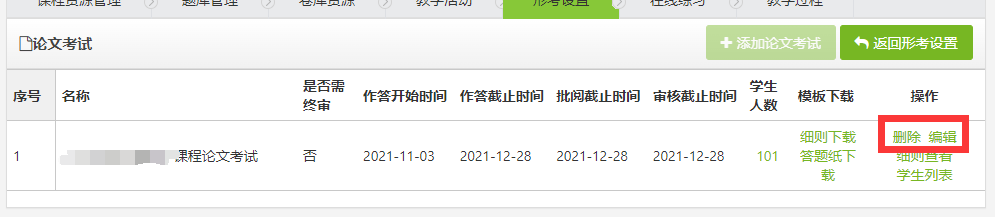 课程资源管理 题库管理 卷库资源 教学活动 形考设置 在线练习 教学过程
论文考试 添加论文考试 返回形考设置
序号 名称 是否需终审 作答开始时间 作答截止时间 批阅截止时间 审核截止时间 学生人数 模板下载 操作
1 课程论文考试 否 2021-11-03 2021-12-28 2021-12-28 2021-12-28 101 细则下载 删除 编辑
答题纸下载 细则查看
学生列表